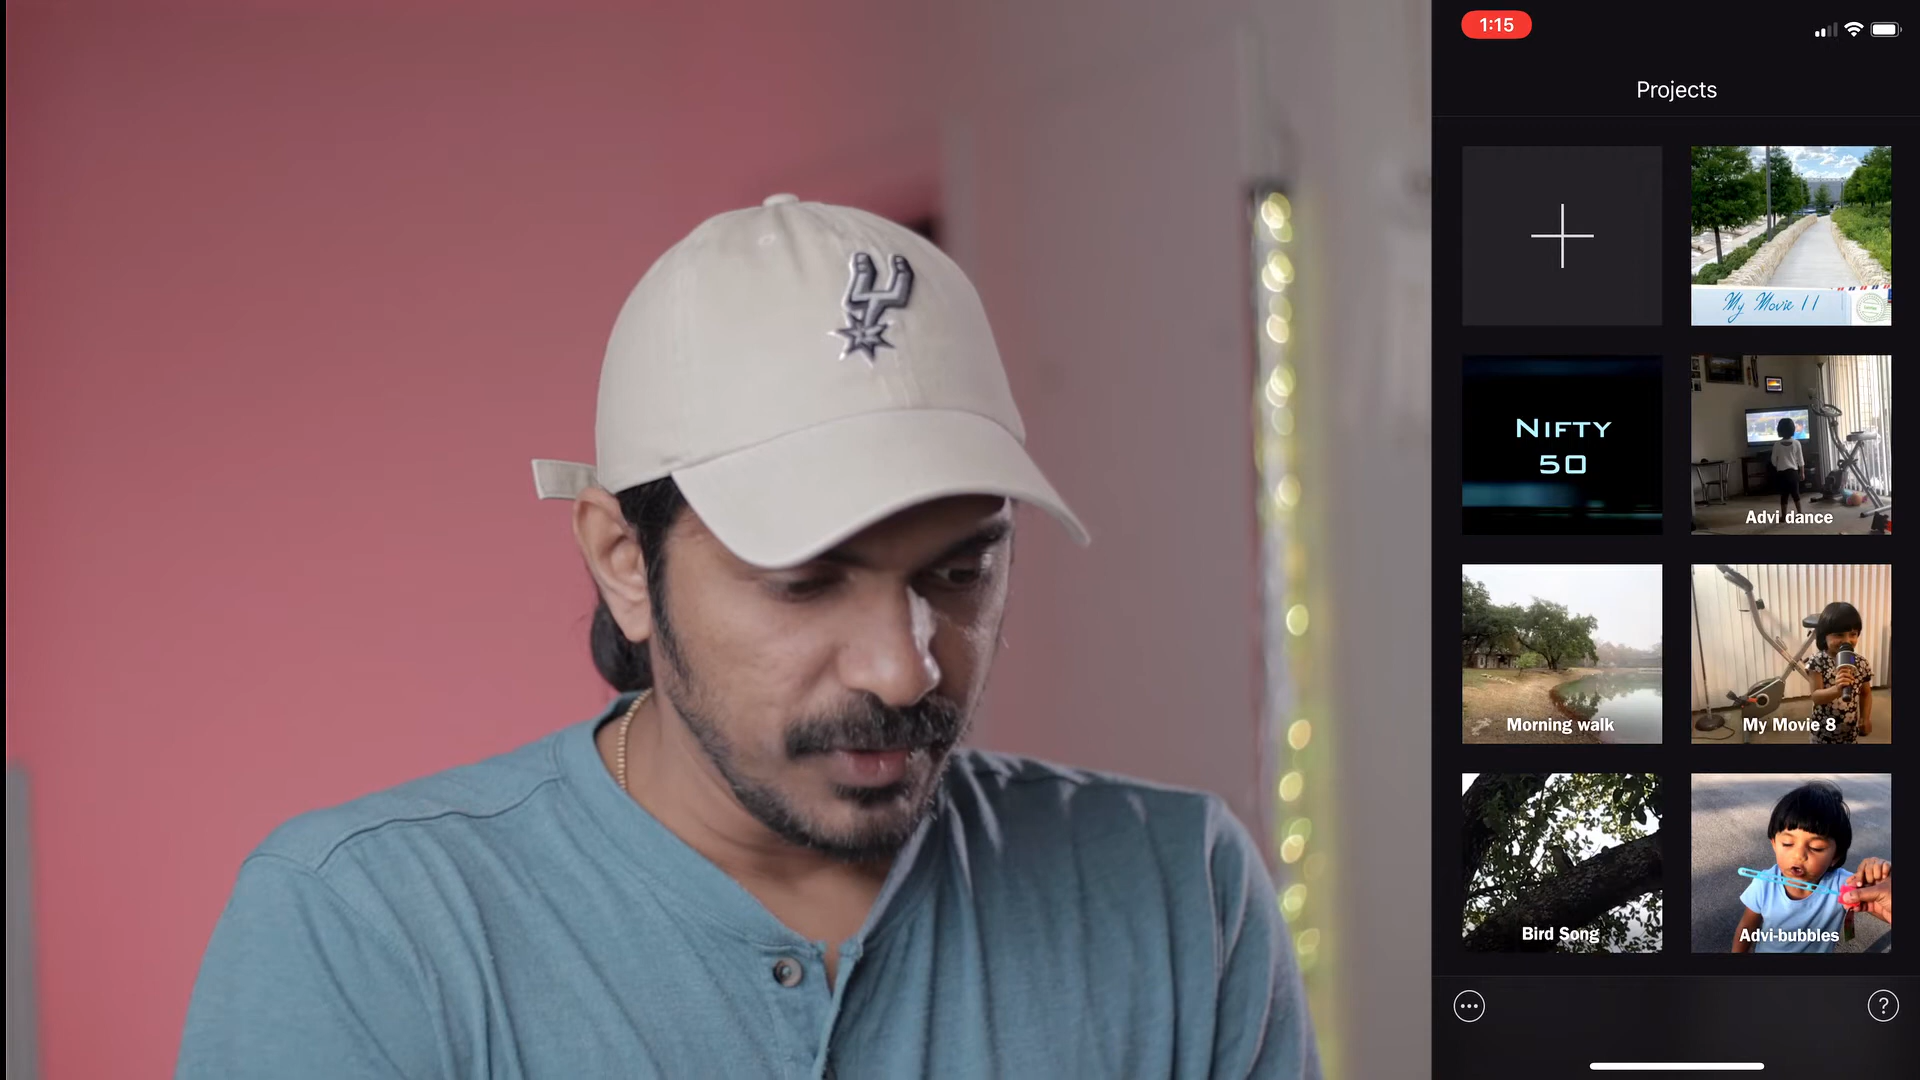 1:15
Projects
My Movie 11
NIFTY
50
Advi dance
Morning walk
My Movie 8
Bird Song
Advi-bubbles
?